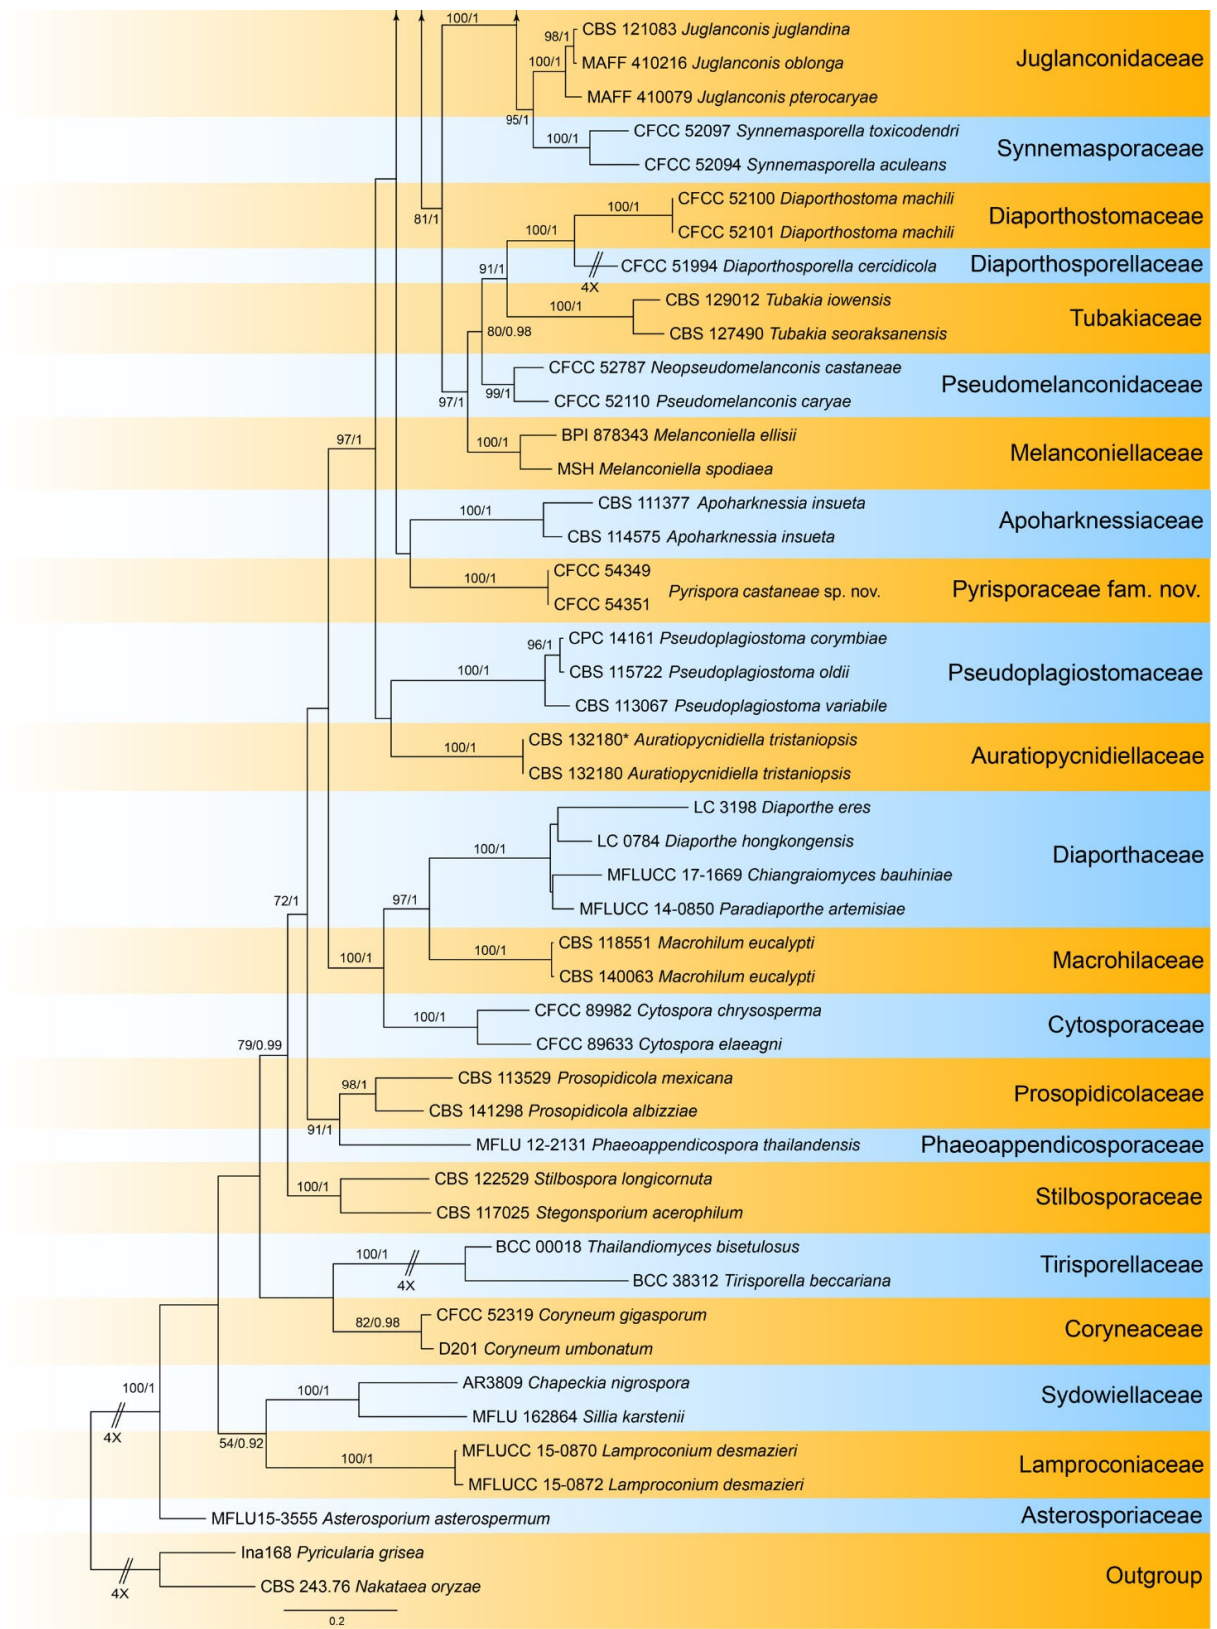 100/1
CBS 121083 Juglanconis juglandina
98/1
Juglanconidaceae
100/1
MAFF 410216 Juglanconis oblonga
MAFF 410079 Juglanconis pterocaryae
95/1
CFCC 52097 Synnemasporella toxicodendri
100/1
Synnemasporaceae
CFCC 52094 Synnemasporella aculeans
CFCC 52100 Diaporthostoma machili
100/1
81/1
Diaporthostomaceae
100/1
CFCC 52101 Diaporthostoma machili
91/1
CFCC 51994 Diaporthosporella cercidicola
Diaporthosporellaceae
4X
CBS 129012 Tubakia iowensis
100/1
Tubakiaceae
80/0.98
CBS 127490 Tubakia seoraksanensis
CFCC 52787 Neopseudomelanconis castaneae
Pseudomelanconidaceae
99/1
97/1
CFCC 52110 Pseudomelanconis caryae
97/1
BPI 878343 Melanconiella ellisii
100/1
Melanconiellaceae
MSH Melanconiella spodiaea
CBS 111377 Apoharknessia insueta
100/1
Apoharknessiaceae
CBS 114575 Apoharknessia insueta
CFCC 54349
100/1
Pyrispora castaneae sp. nov.
Pyrisporaceae fam. nov.
CFCC 54351
CPC 14161 Pseudoplagiostoma corymbiae
96/1
100/1
CBS 115722 Pseudoplagiostoma oldii
Pseudoplagiostomaceae
CBS 113067 Pseudoplagiostoma variabile
CBS 132180* Auratiopycnidiella tristaniopsis
100/1
Auratiopycnidiellaceae
CBS 132180 Auratiopycnidiella tristaniopsis
LC 3198 Diaporthe eres
LC 0784 Diaporthe hongkongensis
100/1
Diaporthaceae
MFLUCC 17-1669 Chiangraiomyces bauhiniae
72/1
97/1
MFLUCC 14-0850 Paradiaporthe artemisiae
CBS 118551 Macrohilum eucalypti
100/1
100/1
Macrohilaceae
CBS 140063 Macrohilum eucalypti
CFCC 89982 Cytospora chrysosperma
100/1
Cytosporaceae
79/0.99
CFCC 89633 Cytospora elaeagni
CBS 113529 Prosopidicola mexicana
98/1
Prosopidicolaceae
CBS 141298 Prosopidicola albizziae
91/1
MFLU 12-2131 Phaeoappendicospora thailandensis
Phaeoappendicosporaceae
CBS 122529 Stilbospora longicornuta
100/1
Stilbosporaceae
CBS 117025 Stegonsporium acerophilum
BCC 00018 Thailandiomyces bisetulosus
100/1
Tirisporellaceae
4X
BCC 38312 Tirisporella beccariana
CFCC 52319 Coryneum gigasporum
82/0.98
Coryneaceae
D201 Coryneum umbonatum
AR3809 Chapeckia nigrospora
100/1
100/1
Sydowiellaceae
MFLU 162864 Sillia karstenii
4X
54/0.92
MFLUCC 15-0870 Lamproconium desmazieri
100/1
Lamproconiaceae
MFLUCC 15-0872 Lamproconium desmazieri
MFLU15-3555 Asterosporium asterospermum
Asterosporiaceae
Ina168 Pyricularia grisea
4X
Outgroup
CBS 243.76 Nakataea oryzae
0.2